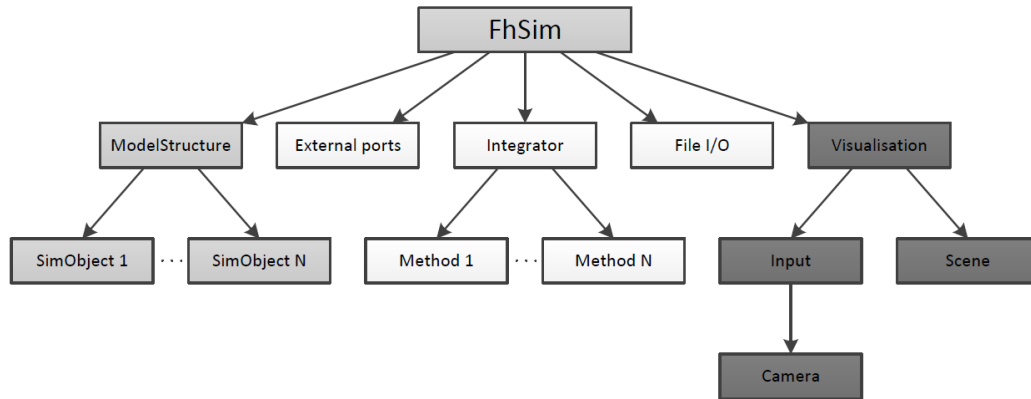 FhSim
ModelStructure
External ports
Integrator
File I/O
Visualisation
SimObject 1 ... SimObject N
Method 1 ... Method N
Input
Scene
Camera